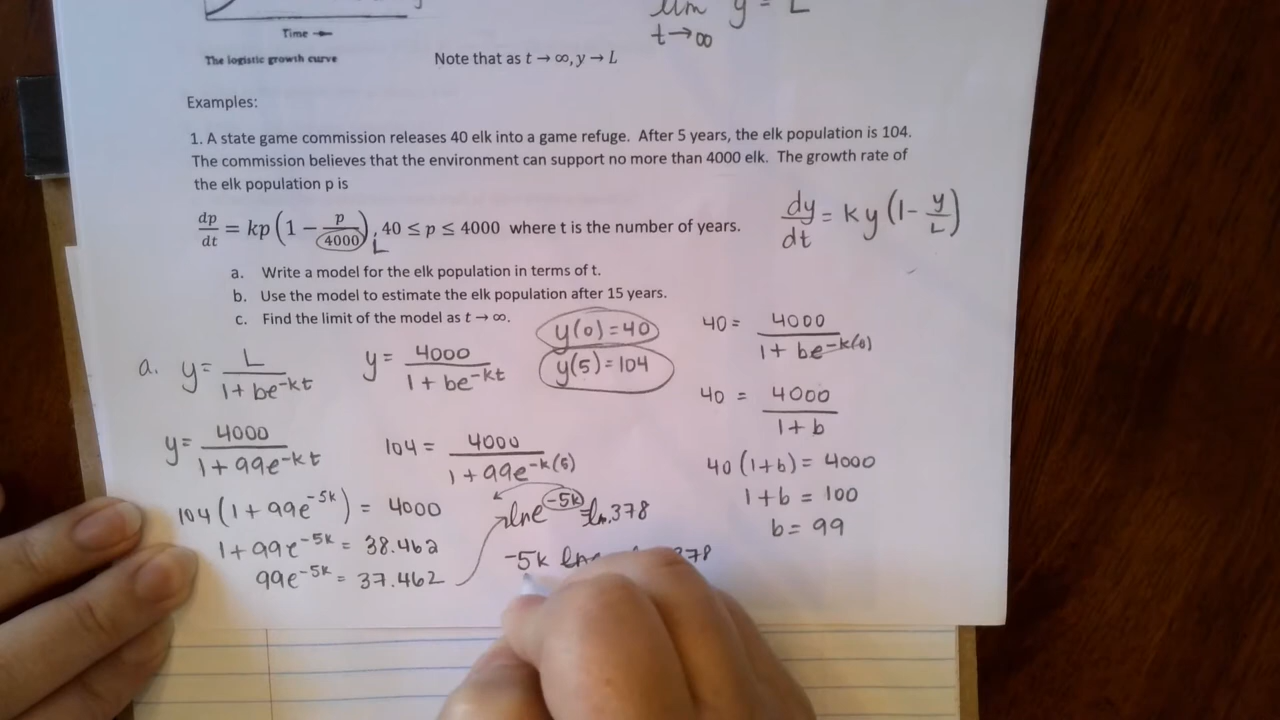 lim y = L
t→∞
Time
The logistic growth curve
Note that as t → ∞, y → L
Examples:
1. A state game commission releases 40 elk into a game refuge. After 5 years, the elk population is 104.
The commission believes that the environment can support no more than 4000 elk. The growth rate of
the elk population p is
dp/dt = kp(1 − p/4000), 40 ≤ p ≤ 4000 where t is the number of years.
L
dy/dt = ky(1 - y/L)
a. Write a model for the elk population in terms of t.
b. Use the model to estimate the elk population after 15 years.
c. Find the limit of the model as t → ∞.
a. y = L/(1 + be^-kt)
y = 4000/(1 + be^-kt)
y(0) = 40
y(5) = 104
40 = 4000/(1 + be^-k(0))
40 = 4000/(1 + b)
40(1+b) = 4000
1+b = 100
b = 99
y = 4000/(1 + 99e^-kt)
104 = 4000/(1 + 99e^-k(5))
104(1 + 99e^-5k) = 4000
1 + 99e^-5k = 38.462
99e^-5k = 37.462
ln e^-5k = ln .378
-5k ln 378